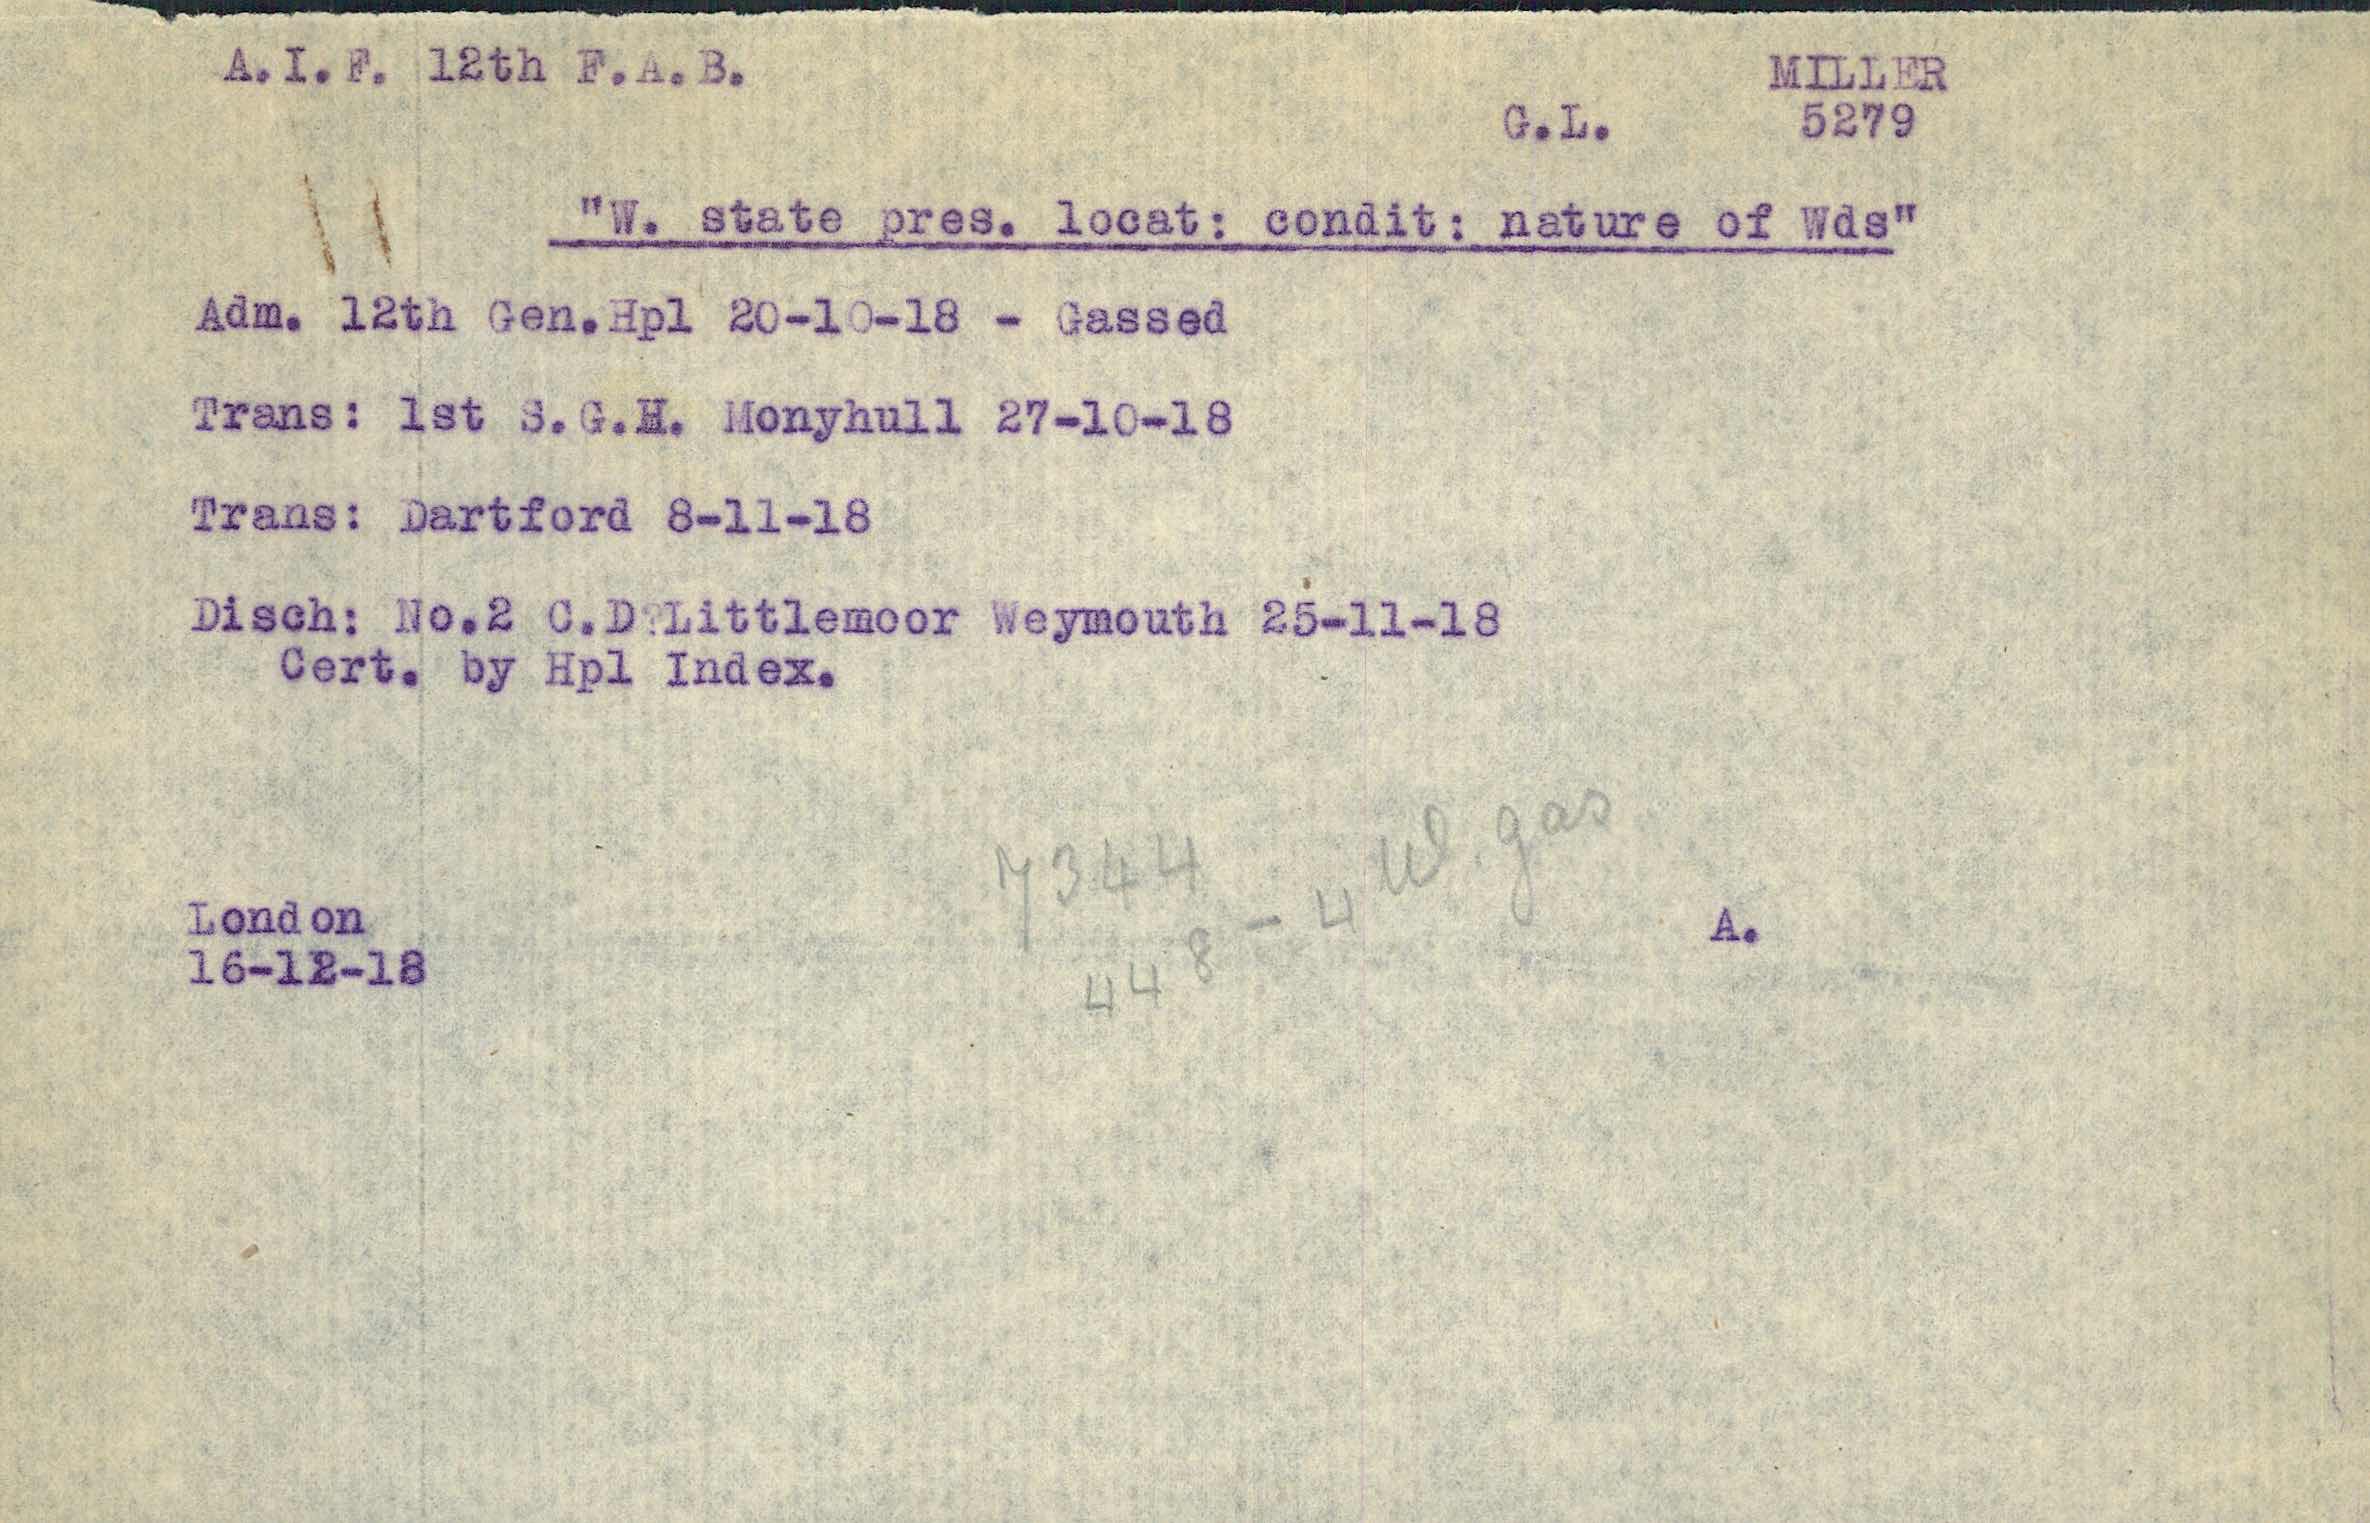 A.I.F. 12th F.A.B.
MILLER
G.L. 5279
"W. state pres. locat: condit: nature of Wds"
Adm. 12th Gen.Hpl 20-10-18 - Gassed
Trans: 1st S.G.H. Monyhull 27-10-18
Trans: Dartford 8-11-18
Disch: No.2 C.D?Littlemoor Weymouth 25-11-18
Cert. by Hpl Index.
7344
448 - 4 W. gas
London A.
16-12-18